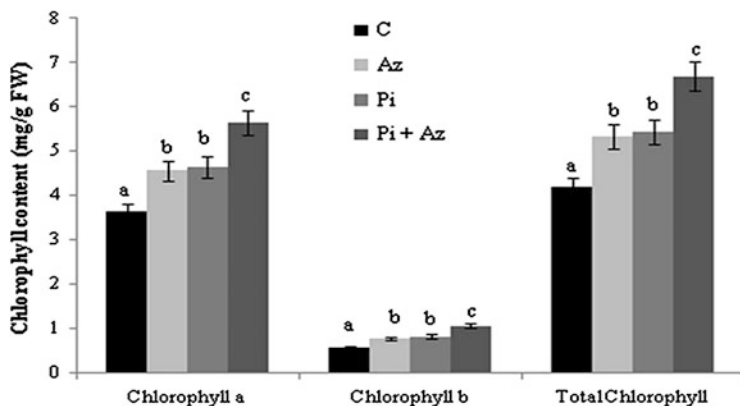 8
7
6
5
4
3
2
1
0
Chlorophyll content (mg/g FW)
C
Az
Pi
Pi + Az
a
b
b
c
a
b
b
c
a
b
b
c
Chlorophyll a
Chlorophyll b
Total Chlorophyll